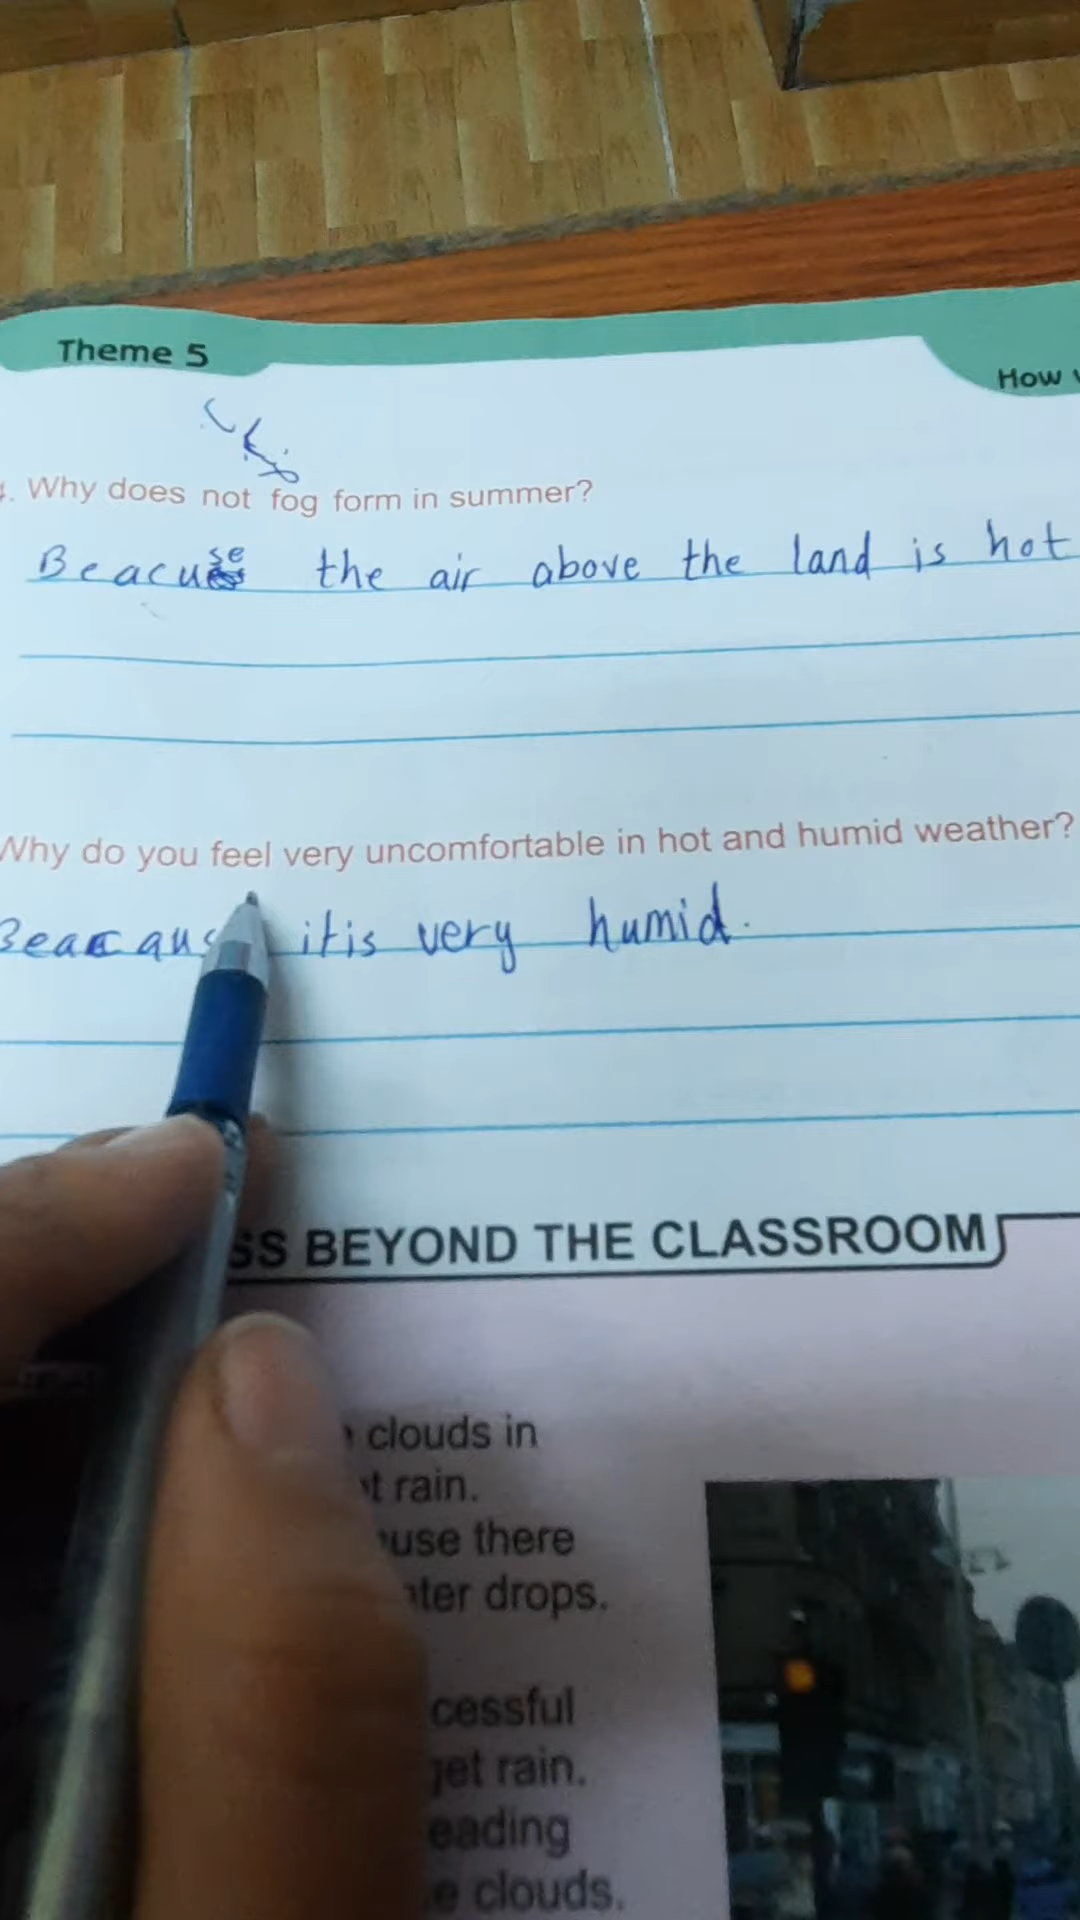 Theme 5
How
. Why does not fog form in summer?
Beacuse the air above the land is hot
Why do you feel very uncomfortable in hot and humid weather?
itis very humid.
SS BEYOND THE CLASSROOM
clouds in
rain.
use there
ter drops.
cessful
get rain.
eading
clouds.